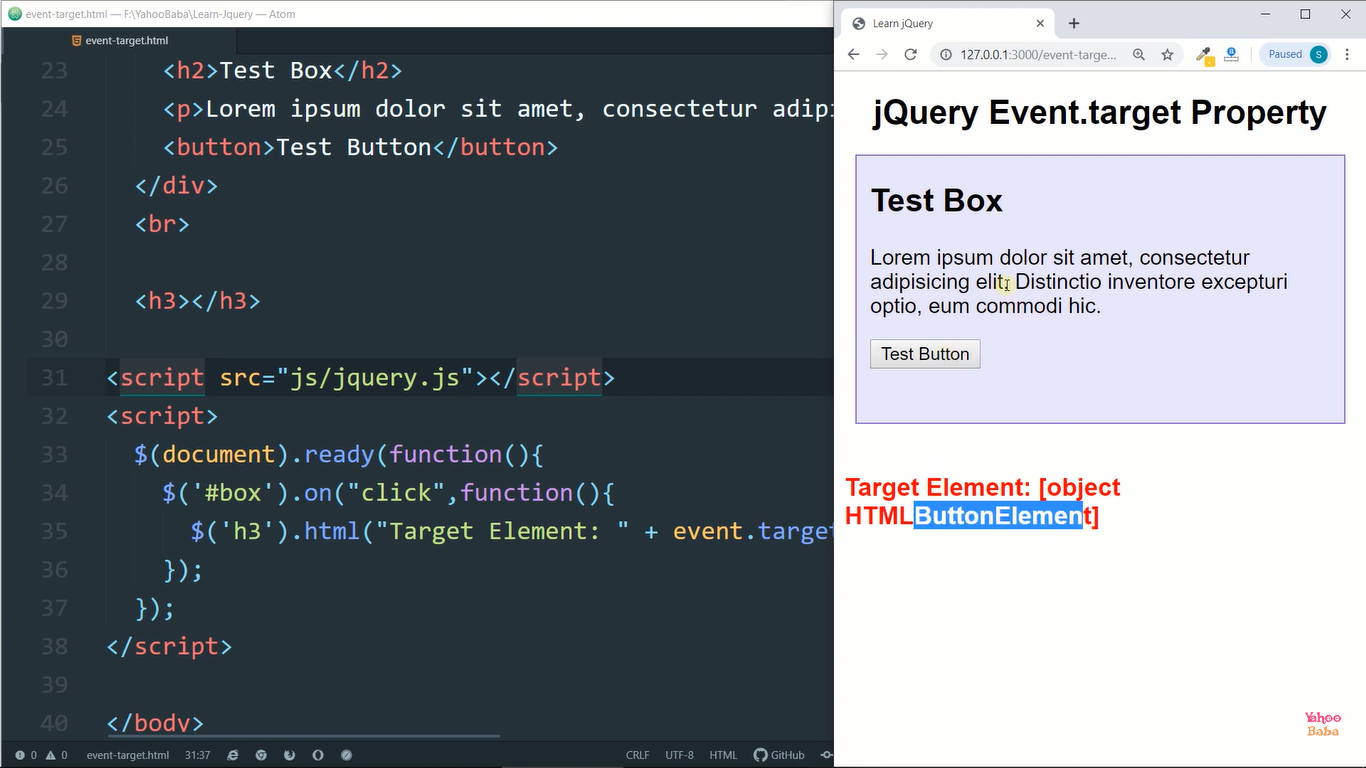 event-target.html — F:\YahooBaba\Learn-Jquery — Atom
event-target.html
23 <h2>Test Box</h2>
24 <p>Lorem ipsum dolor sit amet, consectetur adipi
25 <button>Test Button</button>
26 </div>
27 <br>
28
29 <h3></h3>
30
31 <script src="js/jquery.js"></script>
32 <script>
33 $(document).ready(function(){
34 $('#box').on("click",function(){
35 $('h3').html("Target Element: " + event.target
36 });
37 });
38 </script>
39
40 </body>
0 0 event-target.html 31:37 CRLF UTF-8 HTML GitHub
Learn jQuery
127.0.0.1:3000/event-targe... Paused S
jQuery Event.target Property
Test Box
Lorem ipsum dolor sit amet, consectetur
adipisicing elit. Distinctio inventore excepturi
optio, eum commodi hic.
Test Button
Target Element: [object
HTMLButtonElement]
Yahoo
Baba